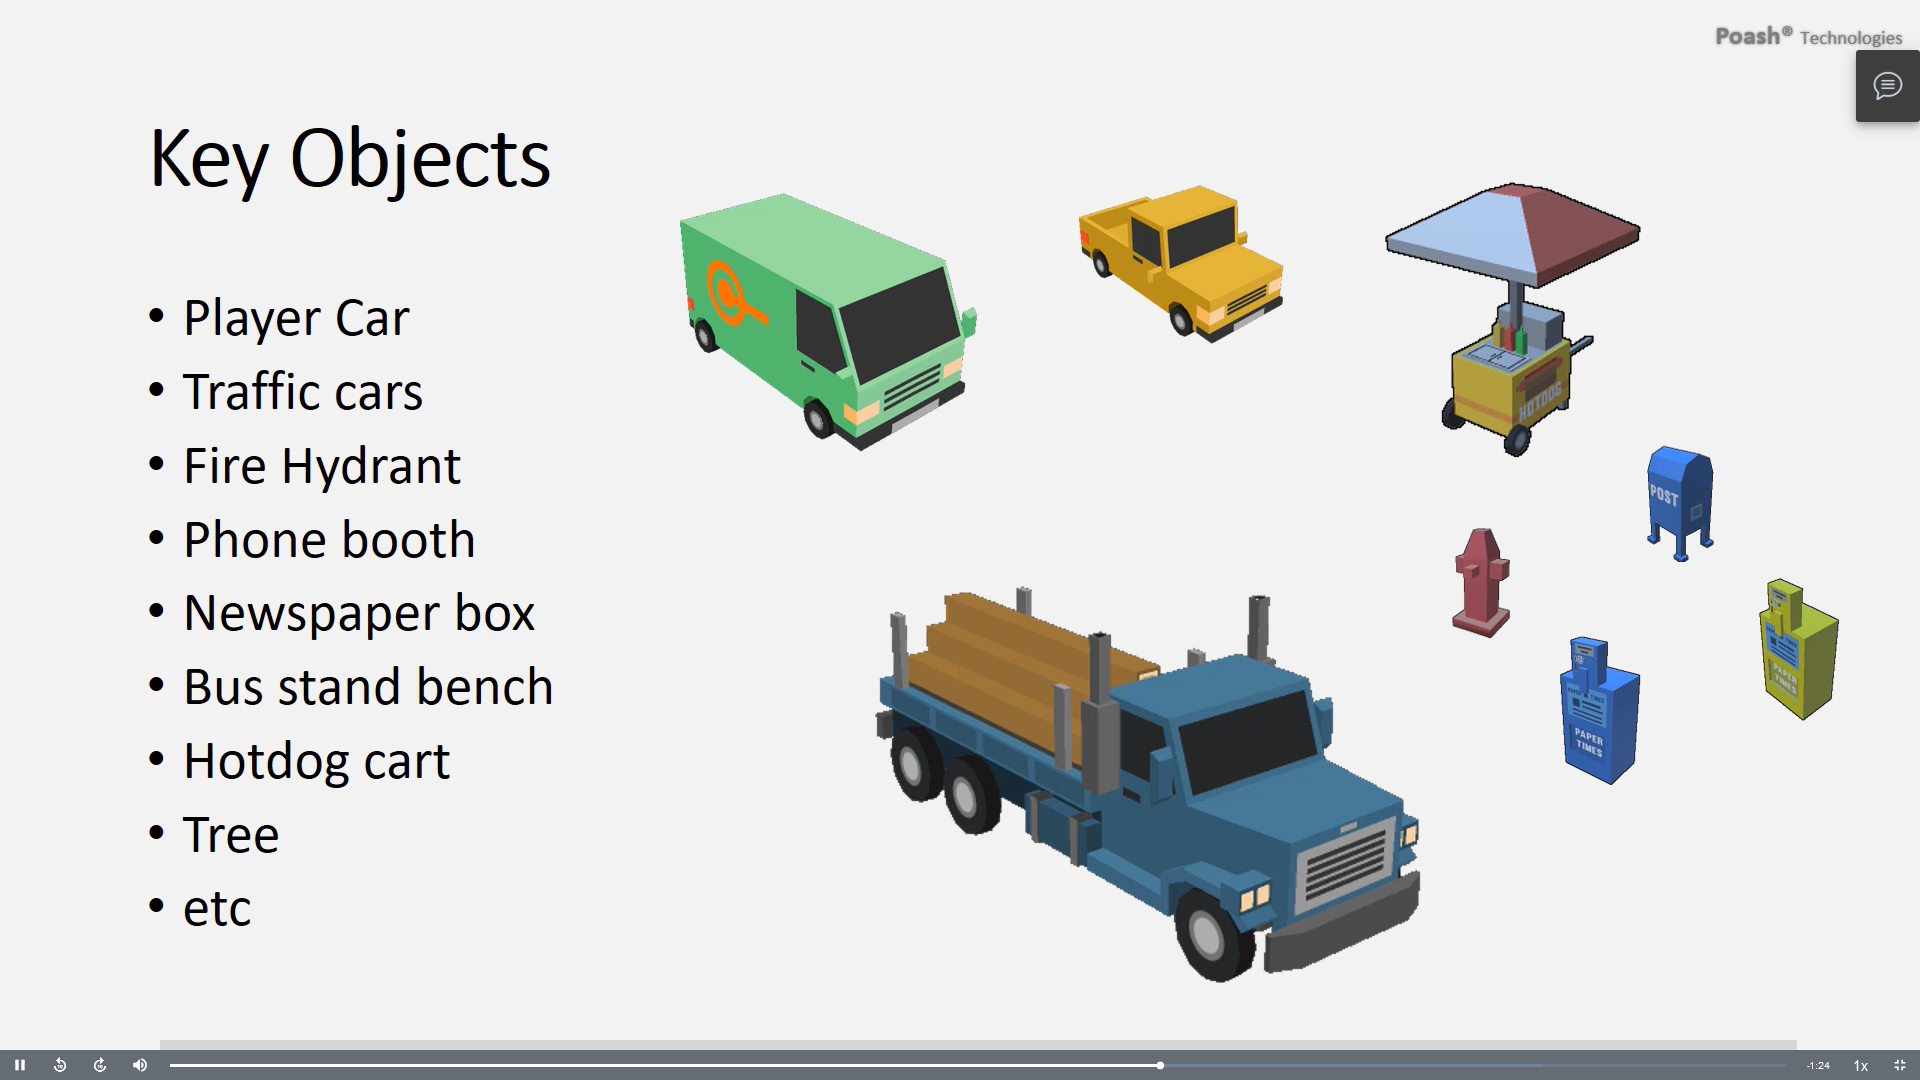 Poash® Technologies
Key Objects
• Player Car
• Traffic cars
• Fire Hydrant
• Phone booth
• Newspaper box
• Bus stand bench
• Hotdog cart
• Tree
• etc
HOTDOG
POST
PAPER
TIMES
PAPER
TIMES
-1:24
1x